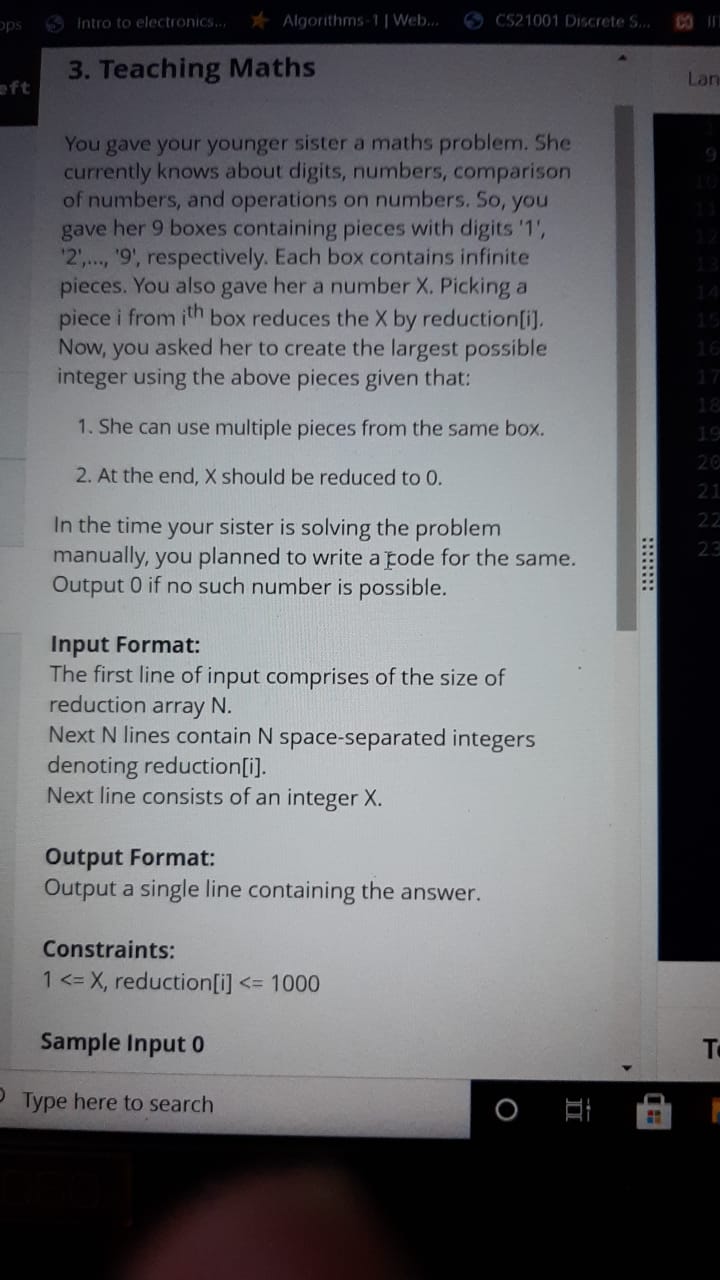 ops Intro to electronics... Algorithms-1 | Web... CS21001 Discrete S...
eft
3. Teaching Maths
Lan
You gave your younger sister a maths problem. She
currently knows about digits, numbers, comparison
of numbers, and operations on numbers. So, you
gave her 9 boxes containing pieces with digits '1',
'2',..., '9', respectively. Each box contains infinite
pieces. You also gave her a number X. Picking a
piece i from ith box reduces the X by reduction[i].
Now, you asked her to create the largest possible
integer using the above pieces given that:
1. She can use multiple pieces from the same box.
2. At the end, X should be reduced to 0.
In the time your sister is solving the problem
manually, you planned to write a code for the same.
Output 0 if no such number is possible.
Input Format:
The first line of input comprises of the size of
reduction array N.
Next N lines contain N space-separated integers
denoting reduction[i].
Next line consists of an integer X.
Output Format:
Output a single line containing the answer.
Constraints:
1 <= X, reduction[i] <= 1000
Sample Input 0
Type here to search
9
10
11
12
13
14
15
16
17
18
19
20
21
22
23